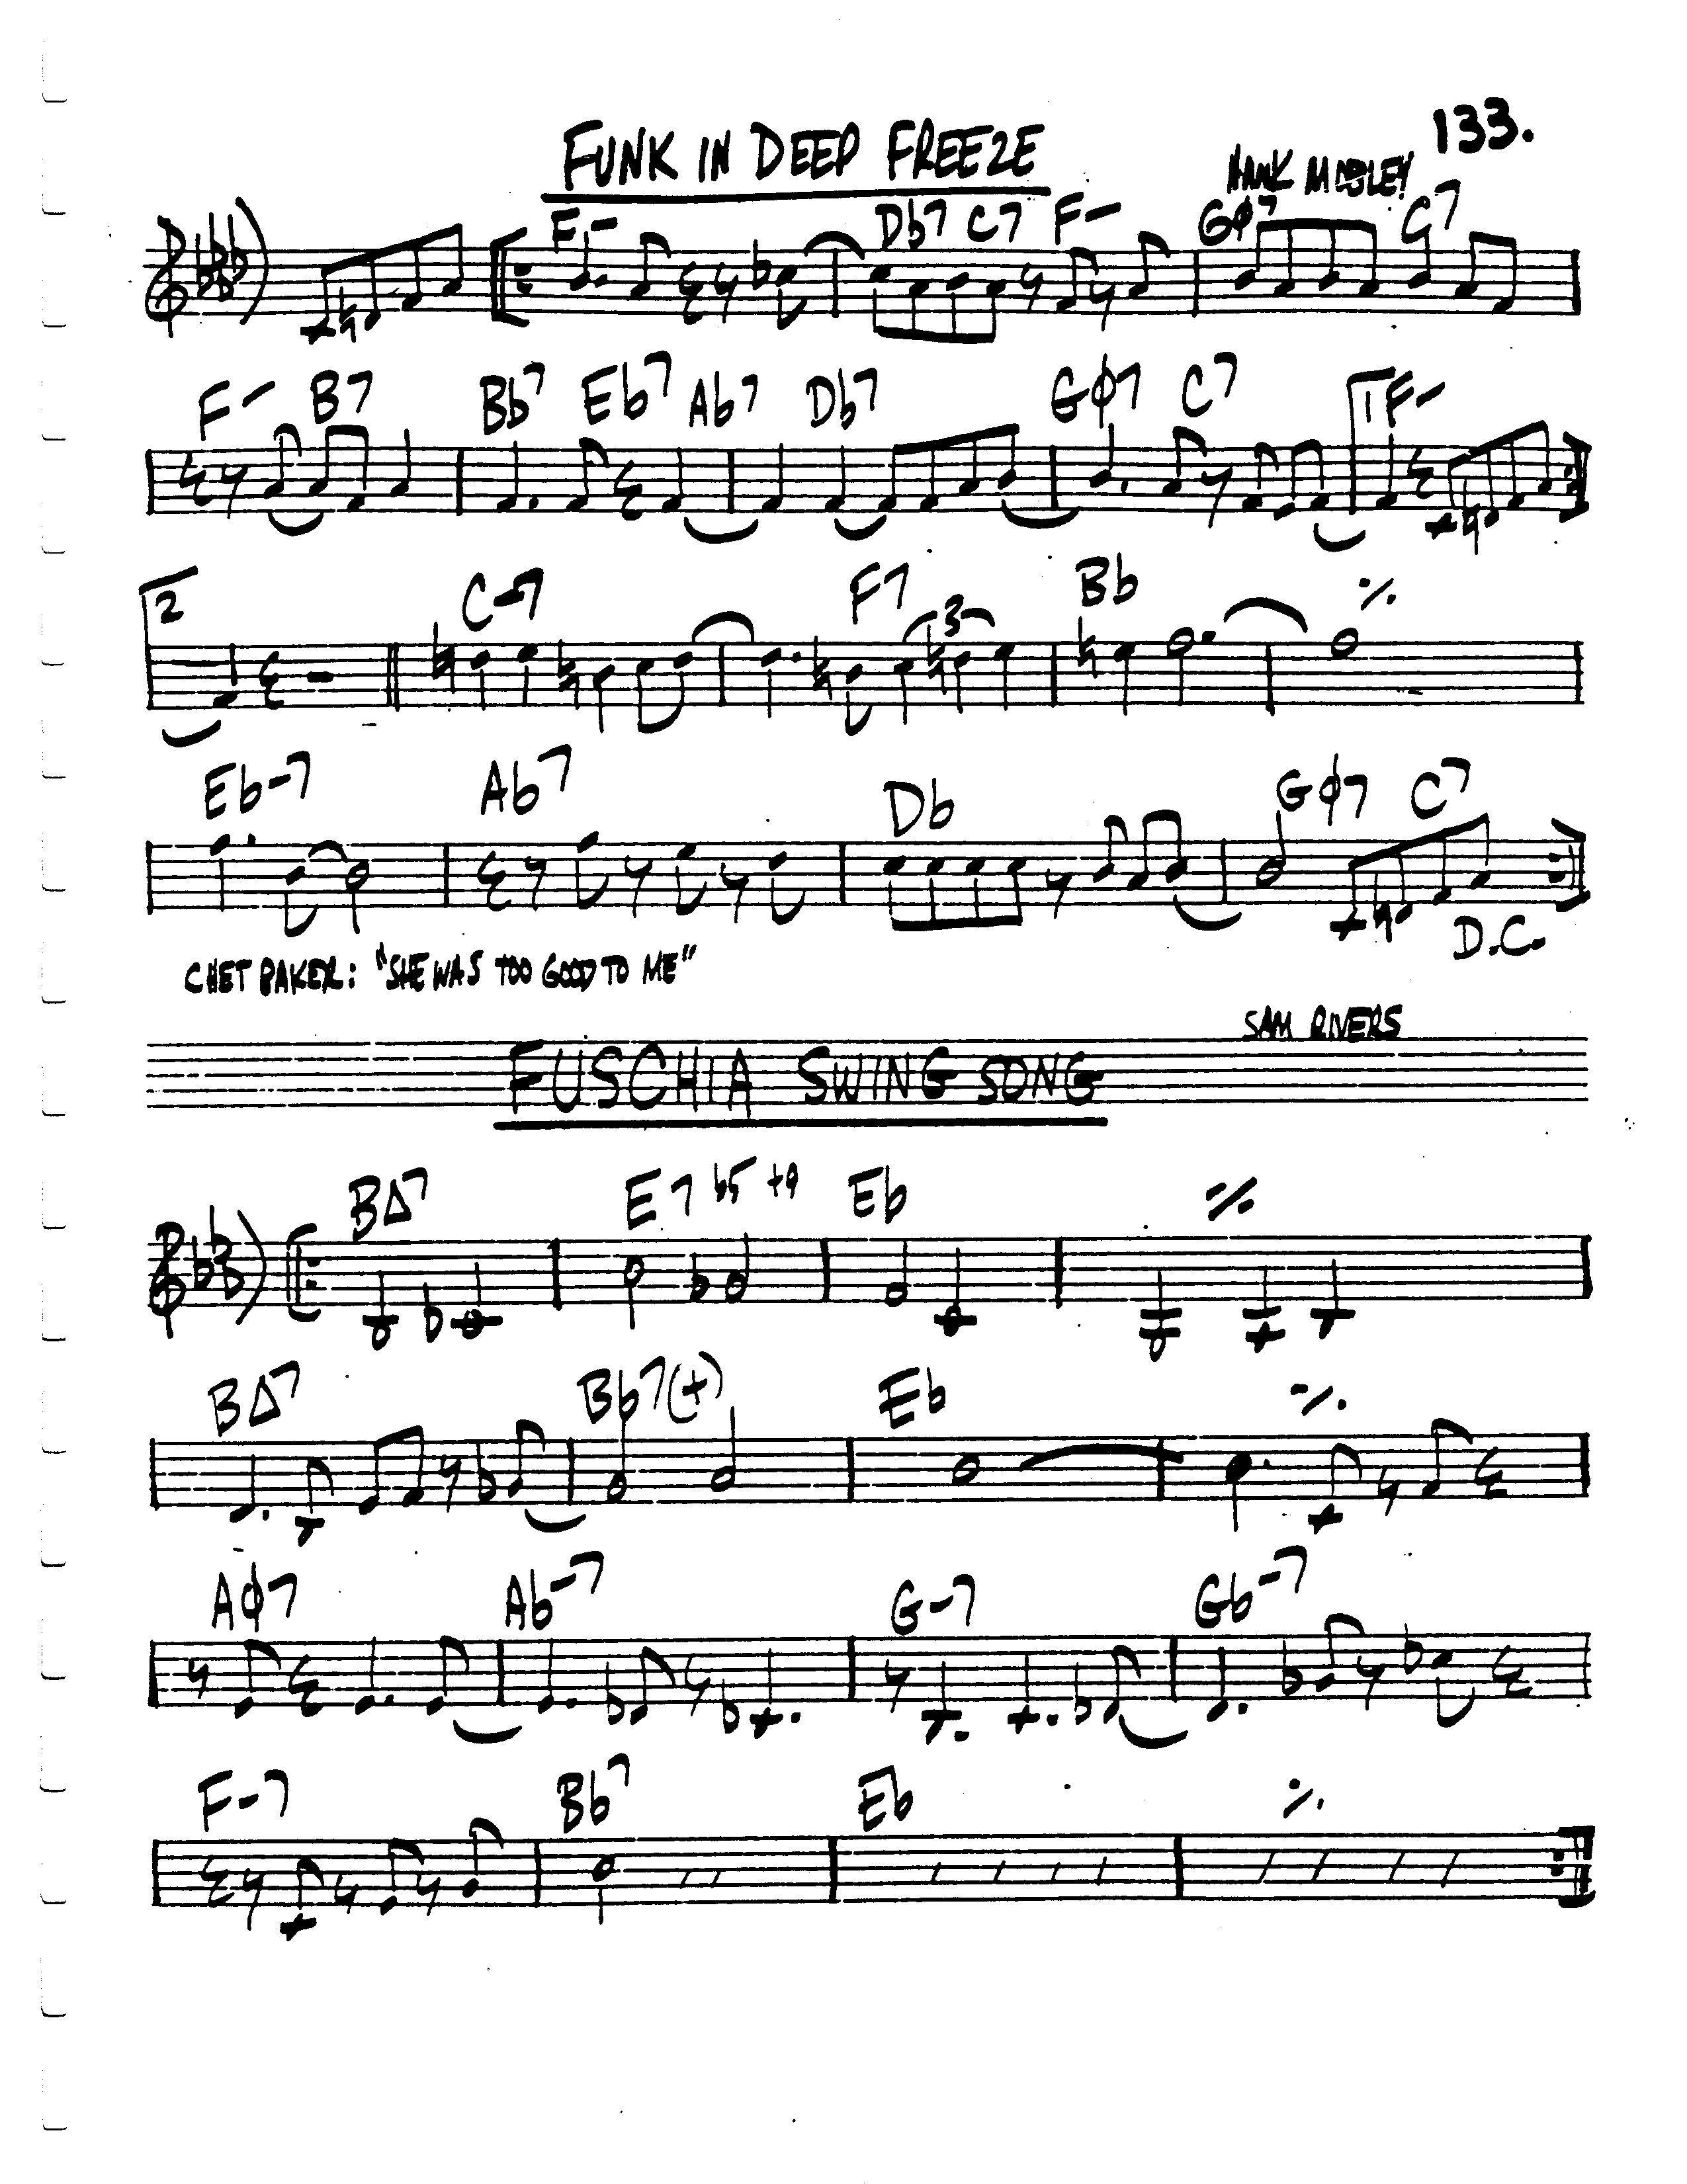 133.
FUNK IN DEEP FREEZE
HANK MOBLEY
F- Db7 C7 F- Gø7 C7
F- B7 Bb7 Eb7 Ab7 Db7 Gø7 C7 1 F-
2 C-7 F7 3 Bb ٪
Eb-7 Ab7 Db Gø7 C7
D.C.
CHET BAKER: "SHE WAS TOO GOOD TO ME"
SAM RIVERS
FUSCHIA SWING SONG
BΔ7 E7 b5 +9 Eb ٪
BΔ7 Bb7(+) Eb ٪
Aø7 Ab-7 G-7 Gb-7
F-7 Bb7 Eb ٪